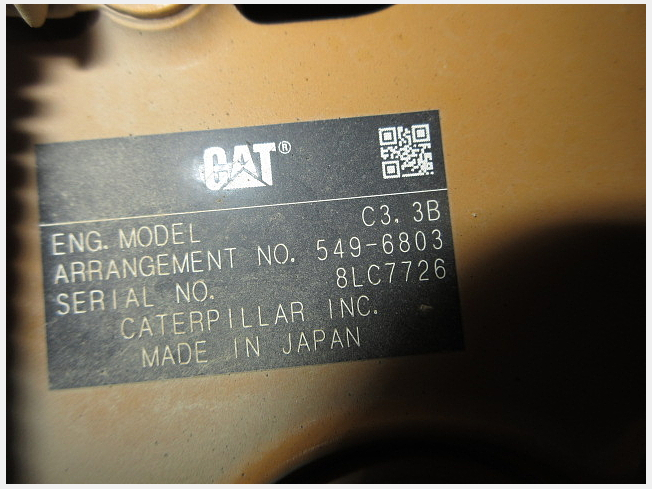 CAT®
ENG. MODEL C3.3B
ARRANGEMENT NO. 549-6803
SERIAL NO. 8LC7726
CATERPILLAR INC.
MADE IN JAPAN